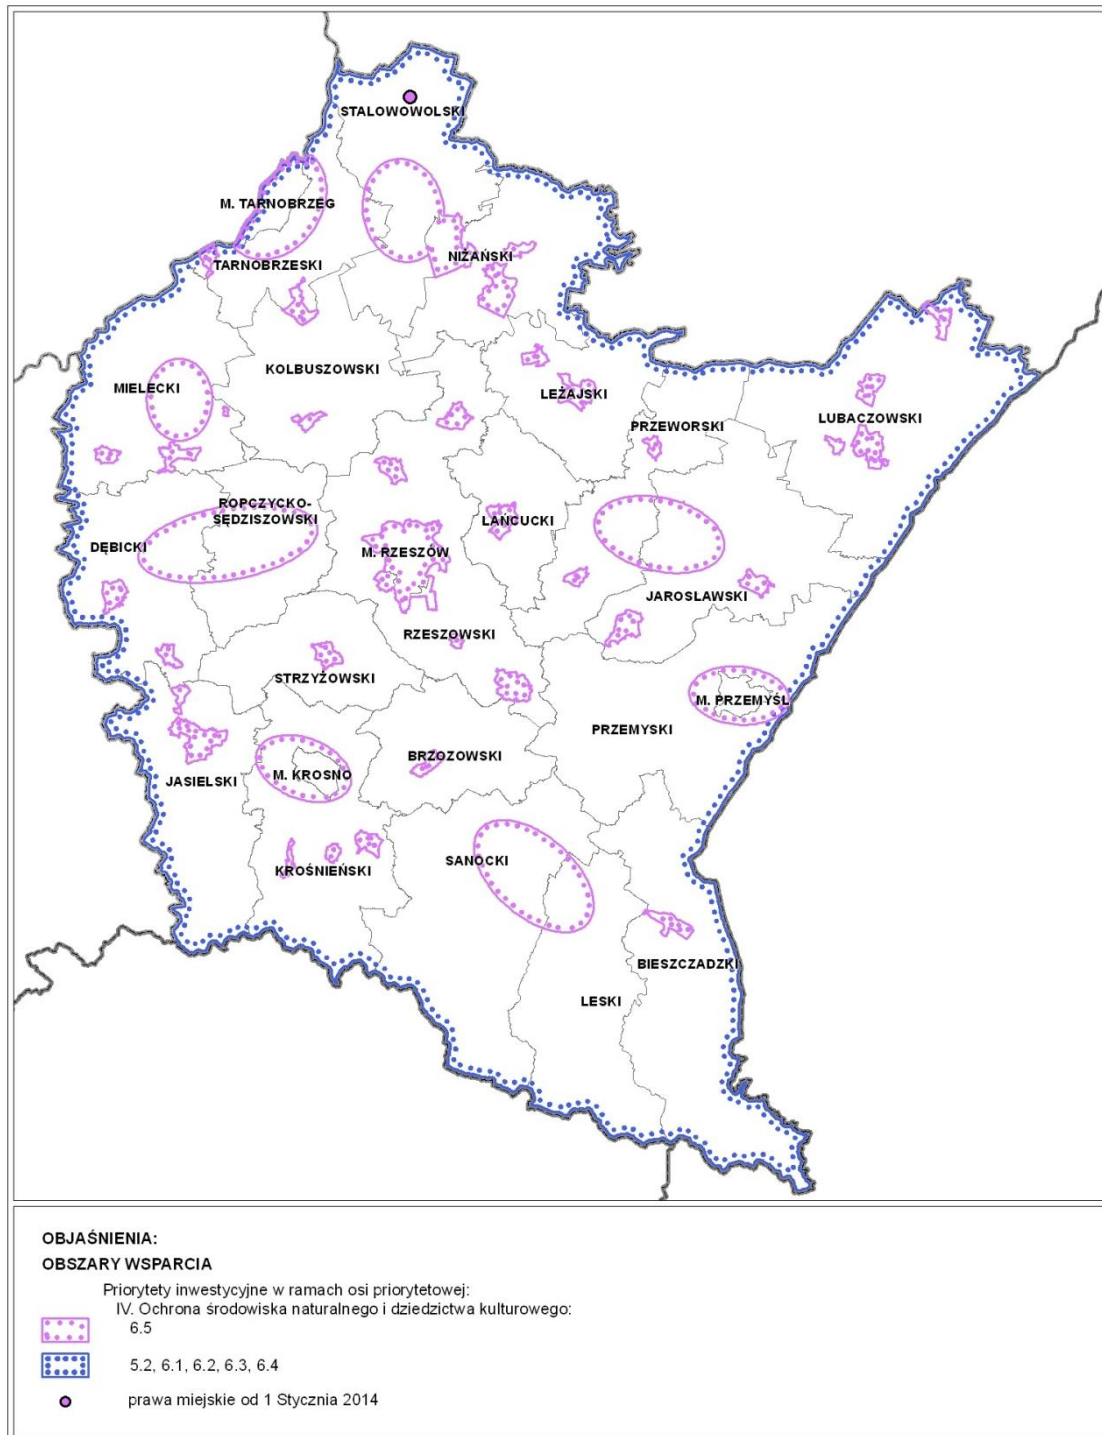 STALOWOWOLSKI
M. TARNOBRZEG
NIŻAŃSKI
TARNOBRZESKI
KOLBUSZOWSKI
MIELECKI
LEŻAJSKI
LUBACZOWSKI
PRZEWORSKI
ROPCZYCKO-
SĘDZISZOWSKI
ŁAŃCUCKI
DĘBICKI
M. RZESZÓW
JAROSŁAWSKI
RZESZOWSKI
STRZYŻOWSKI
M. PRZEMYŚL
PRZEMYSKI
BRZOZOWSKI
M. KROSNO
JASIELSKI
SANOCKI
KROŚNIEŃSKI
BIESZCZADZKI
LESKI
OBJAŚNIENIA:
OBSZARY WSPARCIA
Priorytety inwestycyjne w ramach osi priorytetowej:
IV. Ochrona środowiska naturalnego i dziedzictwa kulturowego:
6.5
5.2, 6.1, 6.2, 6.3, 6.4
prawa miejskie od 1 Stycznia 2014